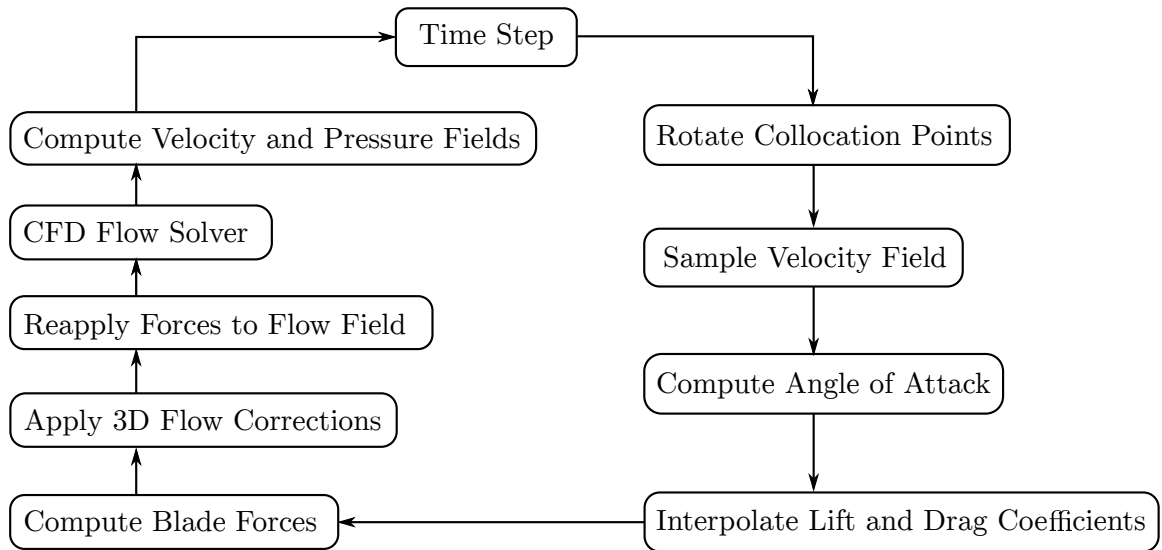 Time Step
Rotate Collocation Points
Sample Velocity Field
Compute Angle of Attack
Interpolate Lift and Drag Coefficients
Compute Blade Forces
Apply 3D Flow Corrections
Reapply Forces to Flow Field
CFD Flow Solver
Compute Velocity and Pressure Fields